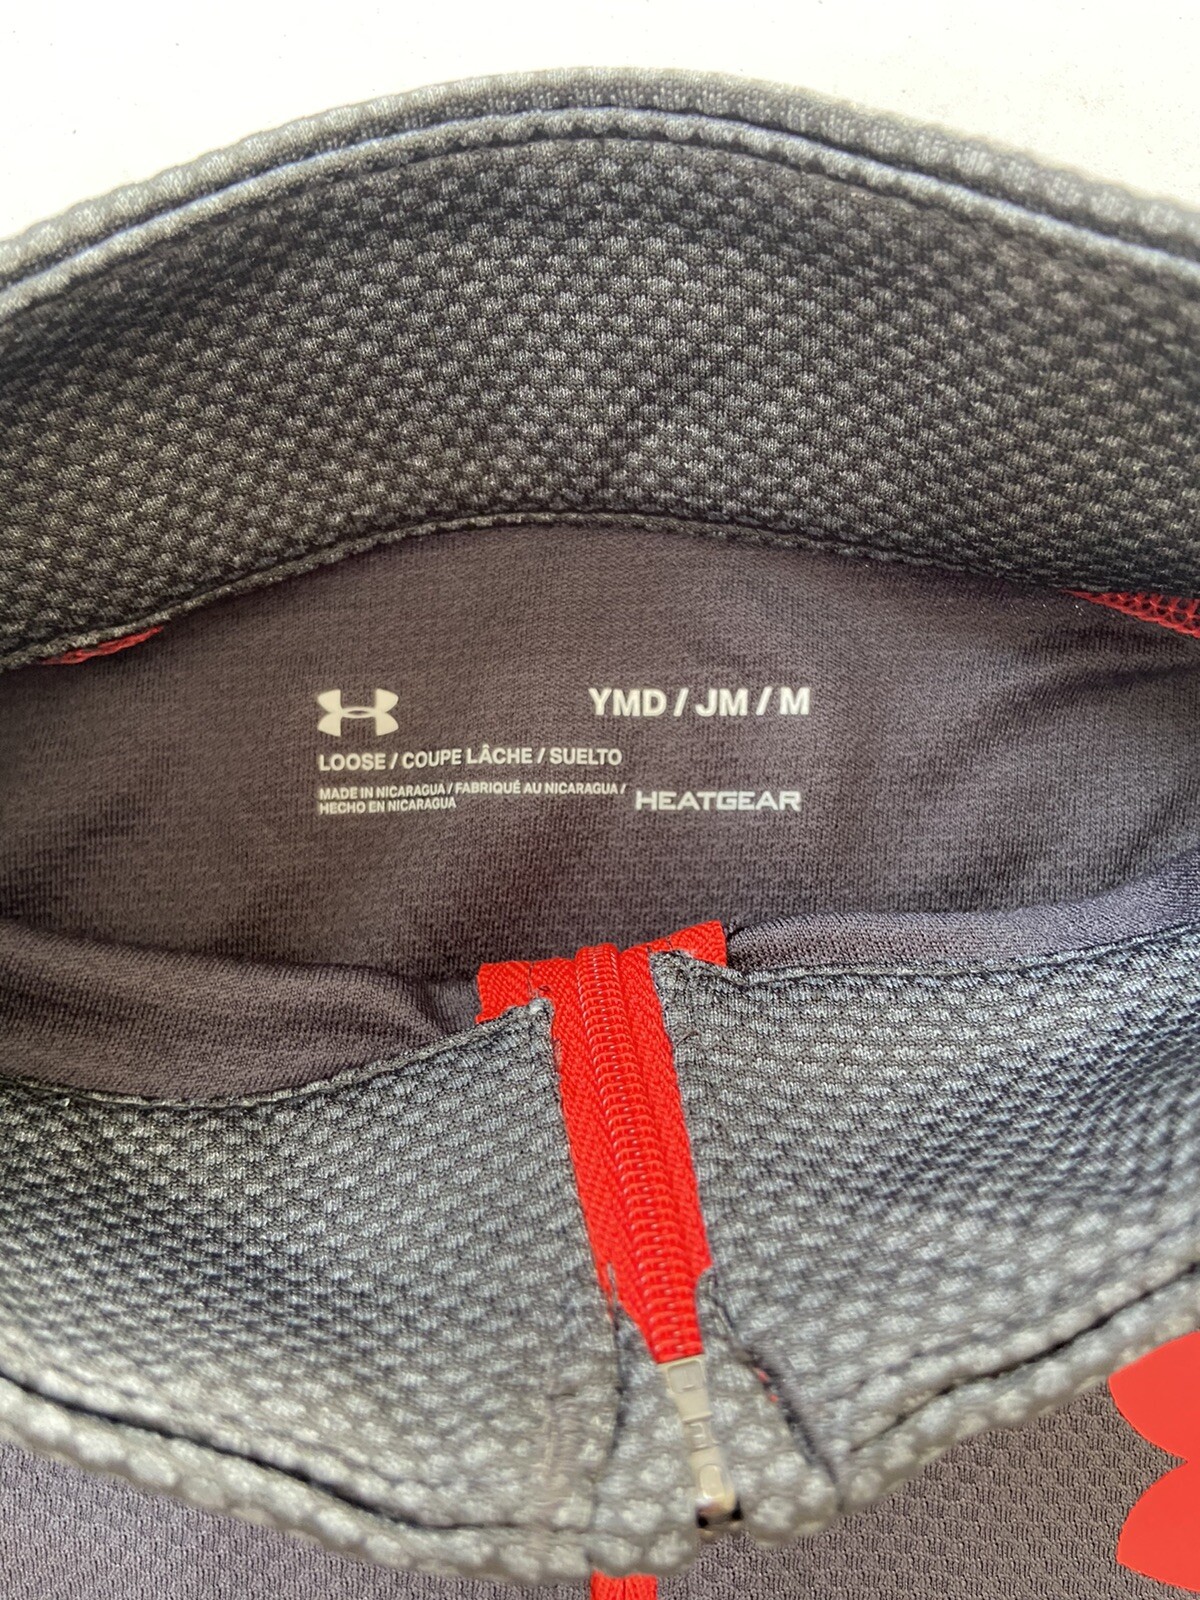 YMD / JM / M
LOOSE / COUPE LÂCHE / SUELTO
MADE IN NICARAGUA / FABRIQUÉ AU NICARAGUA /
HECHO EN NICARAGUA
HEATGEAR